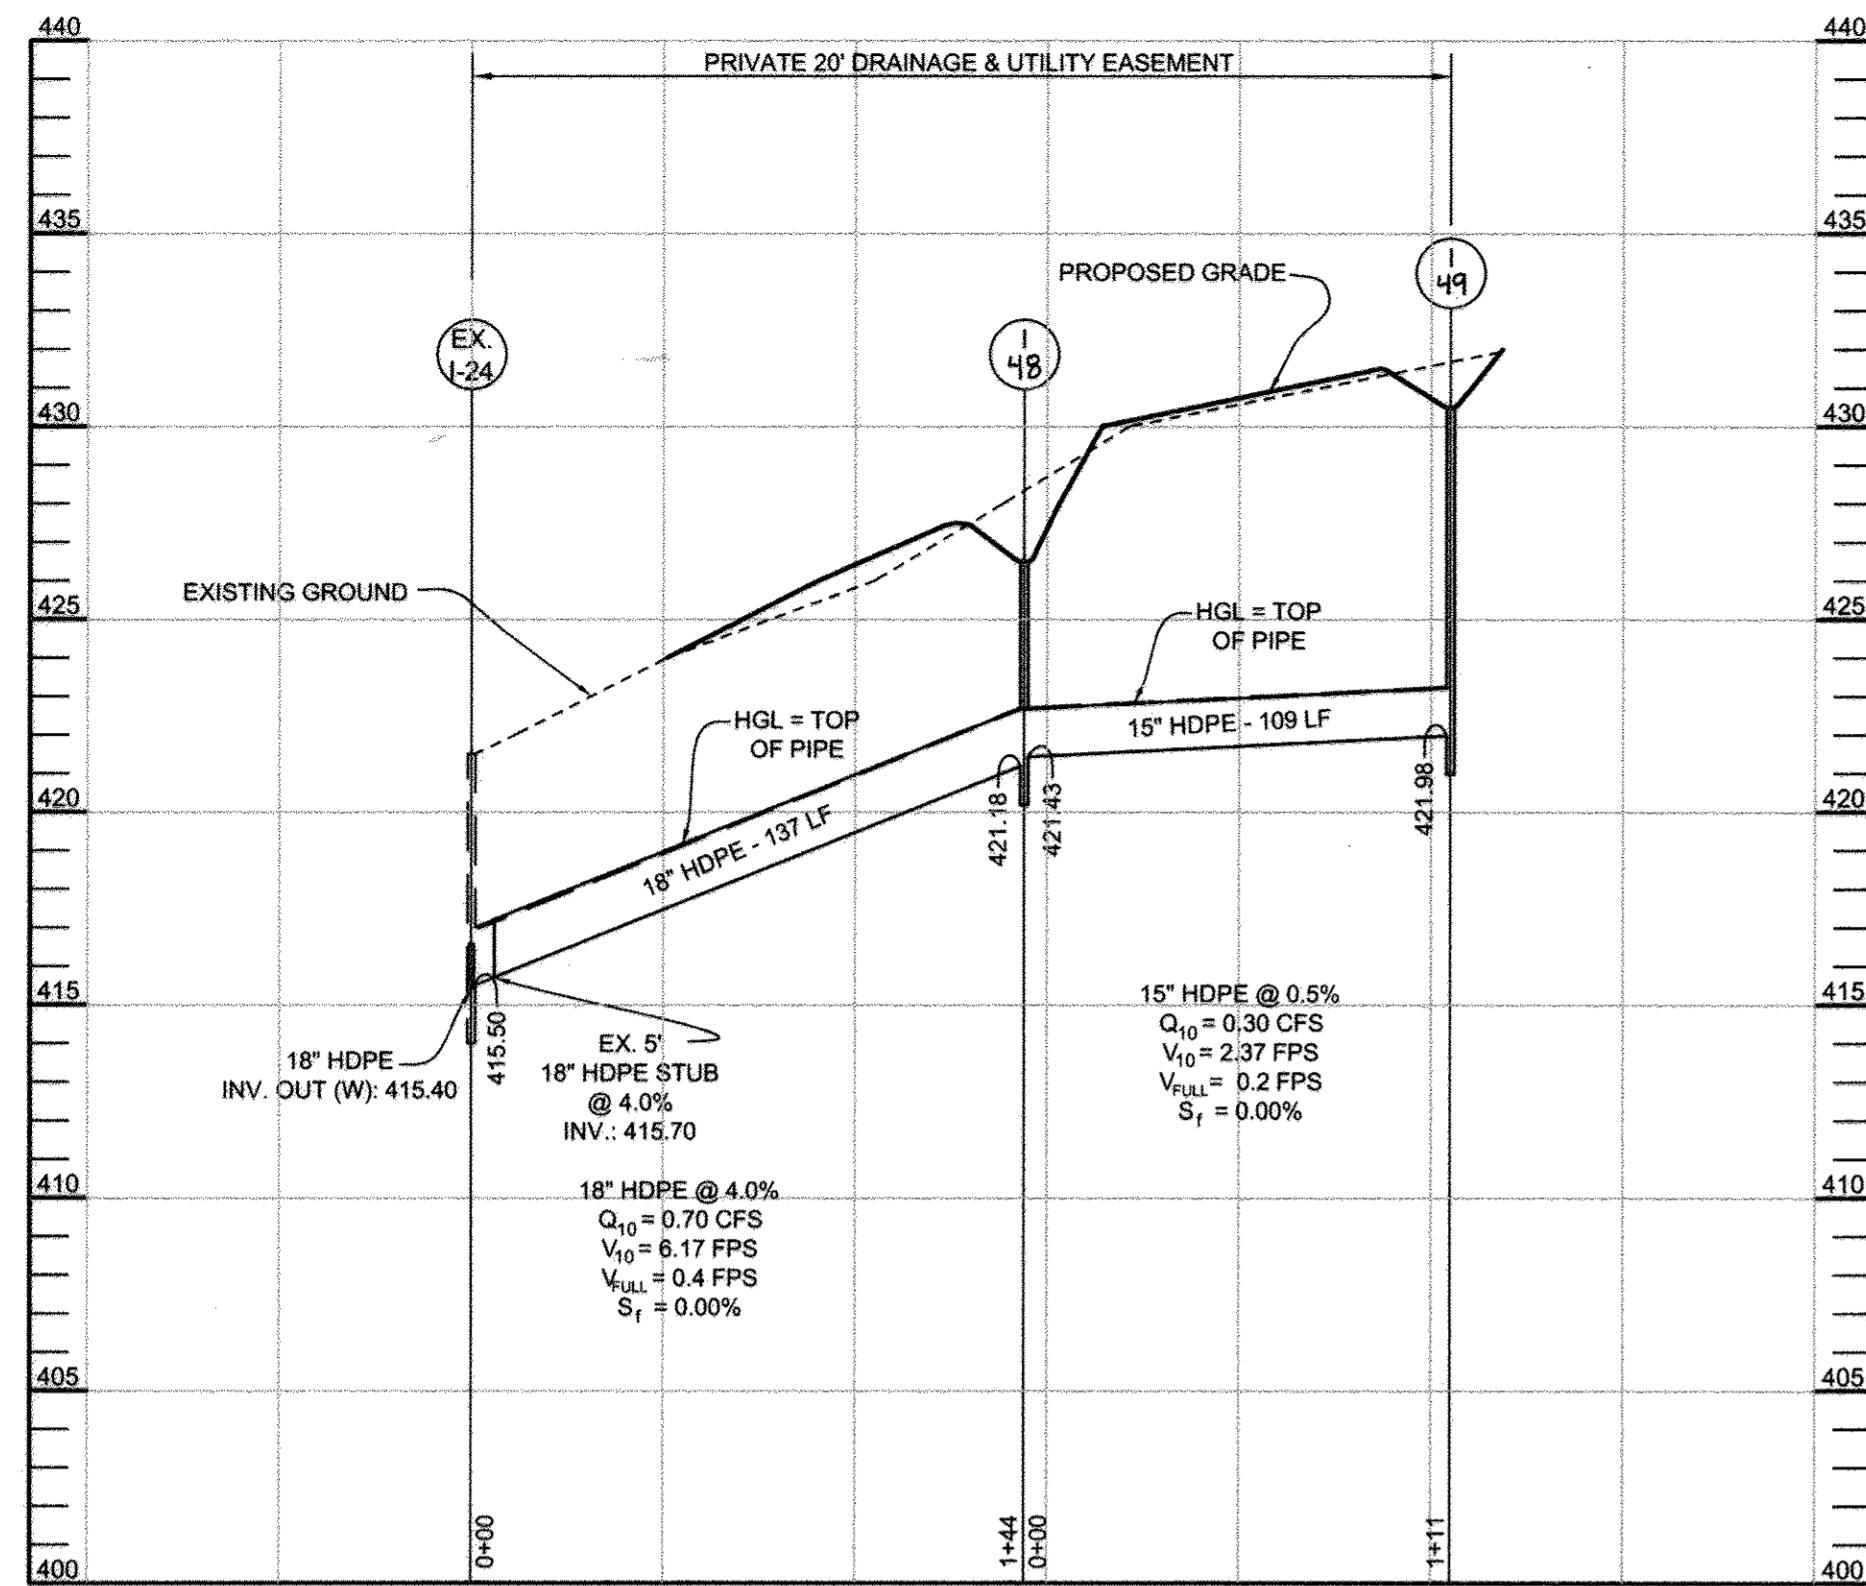 440
440
PRIVATE 20' DRAINAGE & UTILITY EASEMENT
435
435
I
49
PROPOSED GRADE
EX.
I-24
I
48
430
430
EXISTING GROUND
425
425
HGL = TOP
OF PIPE
HGL = TOP
OF PIPE
15" HDPE - 109 LF
18" HDPE - 137 LF
421.18
421.43
421.98
420
420
415
415
415.50
18" HDPE
INV. OUT (W): 415.40
EX. 5'
18" HDPE STUB
@ 4.0%
INV.: 415.70
15" HDPE @ 0.5%
Q10 = 0.30 CFS
V10 = 2.37 FPS
VFULL = 0.2 FPS
Sf = 0.00%
18" HDPE @ 4.0%
Q10 = 0.70 CFS
V10 = 6.17 FPS
VFULL = 0.4 FPS
Sf = 0.00%
410
410
405
405
0+00
1+44
0+00
1+11
400
400